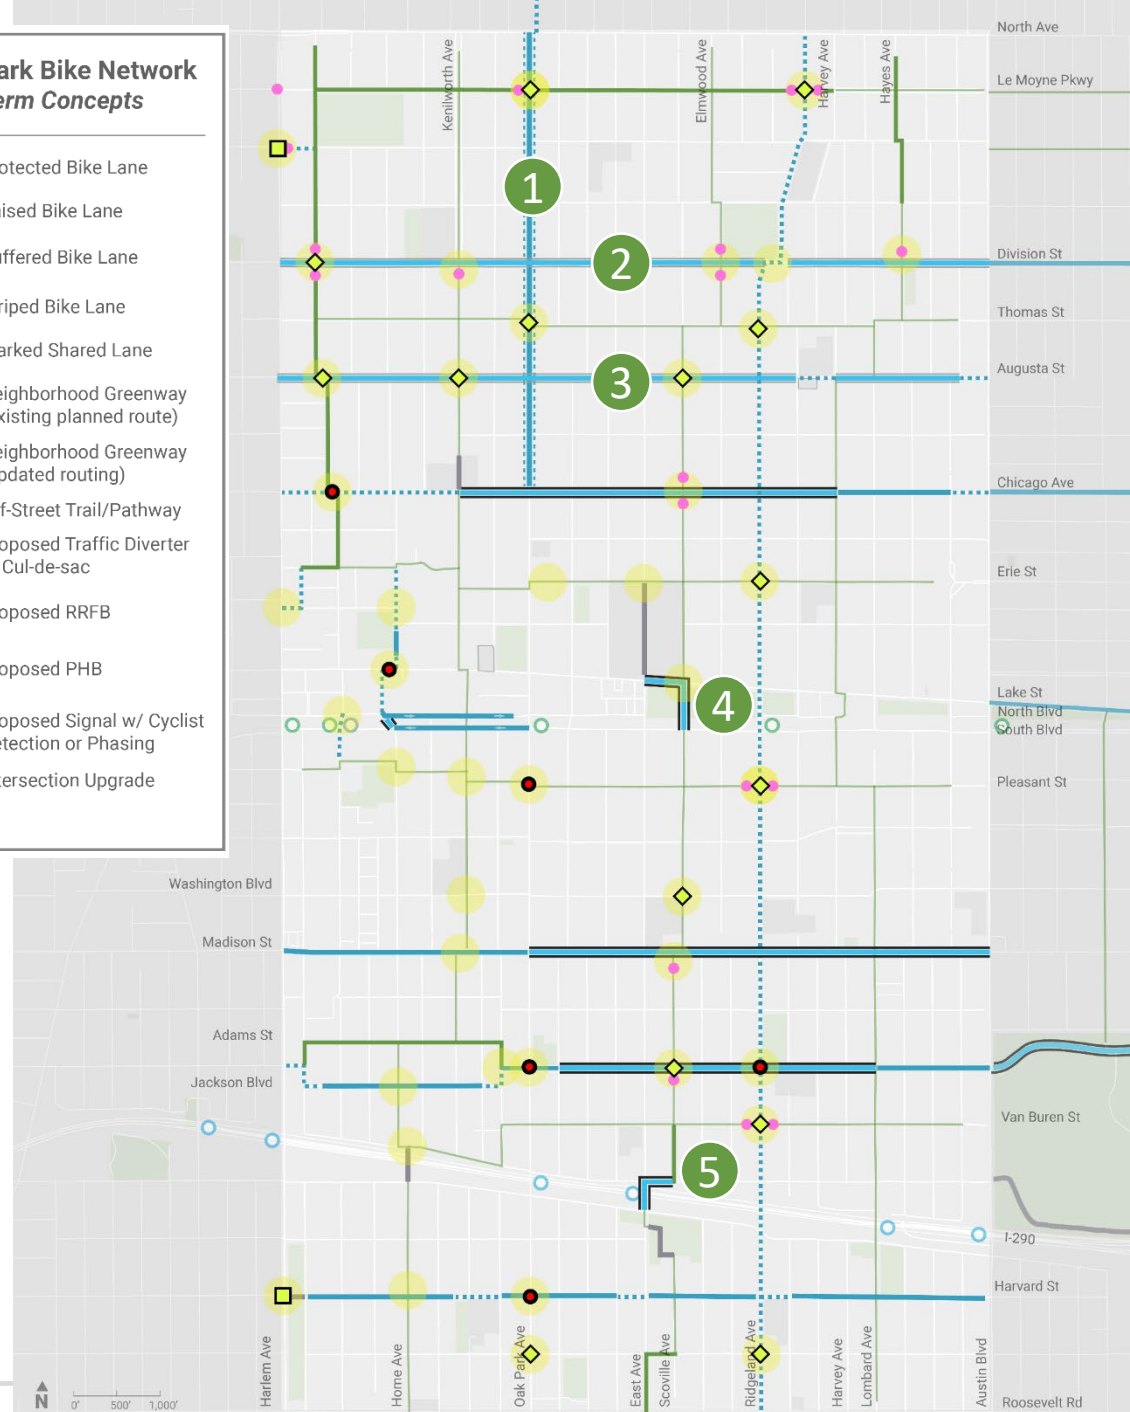 ark Bike Network
erm Concepts
otected Bike Lane
ised Bike Lane
uffered Bike Lane
riped Bike Lane
arked Shared Lane
eighborhood Greenway
xisting planned route)
eighborhood Greenway
pdated routing)
f-Street Trail/Pathway
oposed Traffic Diverter
Cul-de-sac
oposed RRFB
oposed PHB
oposed Signal w/ Cyclist
etection or Phasing
tersection Upgrade
Kenilworth Ave
Elmwood Ave
Harvey Ave
Hayes Ave
North Ave
Le Moyne Pkwy
1
2
Division St
Thomas St
3
Augusta St
Chicago Ave
Erie St
4
Lake St
North Blvd
South Blvd
Pleasant St
Washington Blvd
Madison St
Adams St
Jackson Blvd
Van Buren St
5
I-290
Harvard St
Harlem Ave
Home Ave
Oak Park Ave
East Ave
Scoville Ave
Ridgeland Ave
Harvey Ave
Lombard Ave
Austin Blvd
Roosevelt Rd
N
0' 500' 1,000'